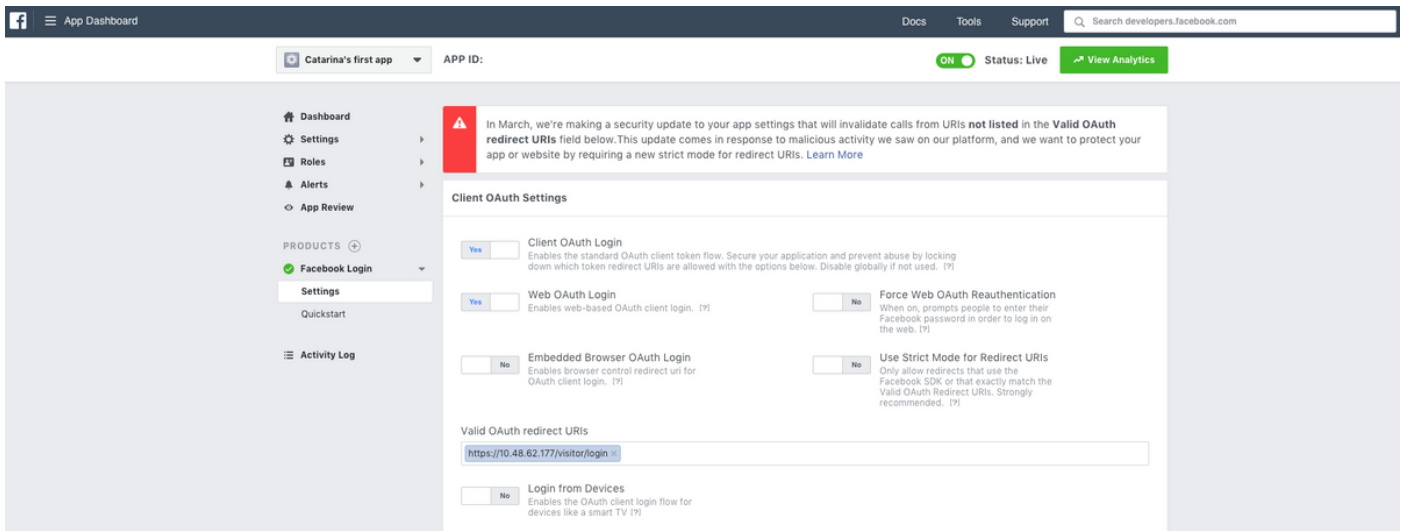 f App Dashboard Docs Tools Support Search developers.facebook.com
Catarina's first app APP ID: ON Status: Live View Analytics
Dashboard
Settings
Roles
Alerts
App Review
PRODUCTS
Facebook Login
Settings
Quickstart
Activity Log
In March, we're making a security update to your app settings that will invalidate calls from URIs not listed in the Valid OAuth
redirect URIs field below.This update comes in response to malicious activity we saw on our platform, and we want to protect your
app or website by requiring a new strict mode for redirect URIs. Learn More
Client OAuth Settings
Yes
Client OAuth Login
Enables the standard OAuth client token flow. Secure your application and prevent abuse by locking
down which token redirect URIs are allowed with the options below. Disable globally if not used. [?]
Yes
Web OAuth Login
Enables web-based OAuth client login. [?]
No
Force Web OAuth Reauthentication
When on, prompts people to enter their
Facebook password in order to log in on
the web. [?]
No
Embedded Browser OAuth Login
Enables browser control redirect uri for
OAuth client login. [?]
No
Use Strict Mode for Redirect URIs
Only allow redirects that use the
Facebook SDK or that exactly match the
Valid OAuth Redirect URIs. Strongly
recommended. [?]
Valid OAuth redirect URIs
https://10.48.62.177/visitor/login ×
No
Login from Devices
Enables the OAuth client login flow for
devices like a smart TV [?]